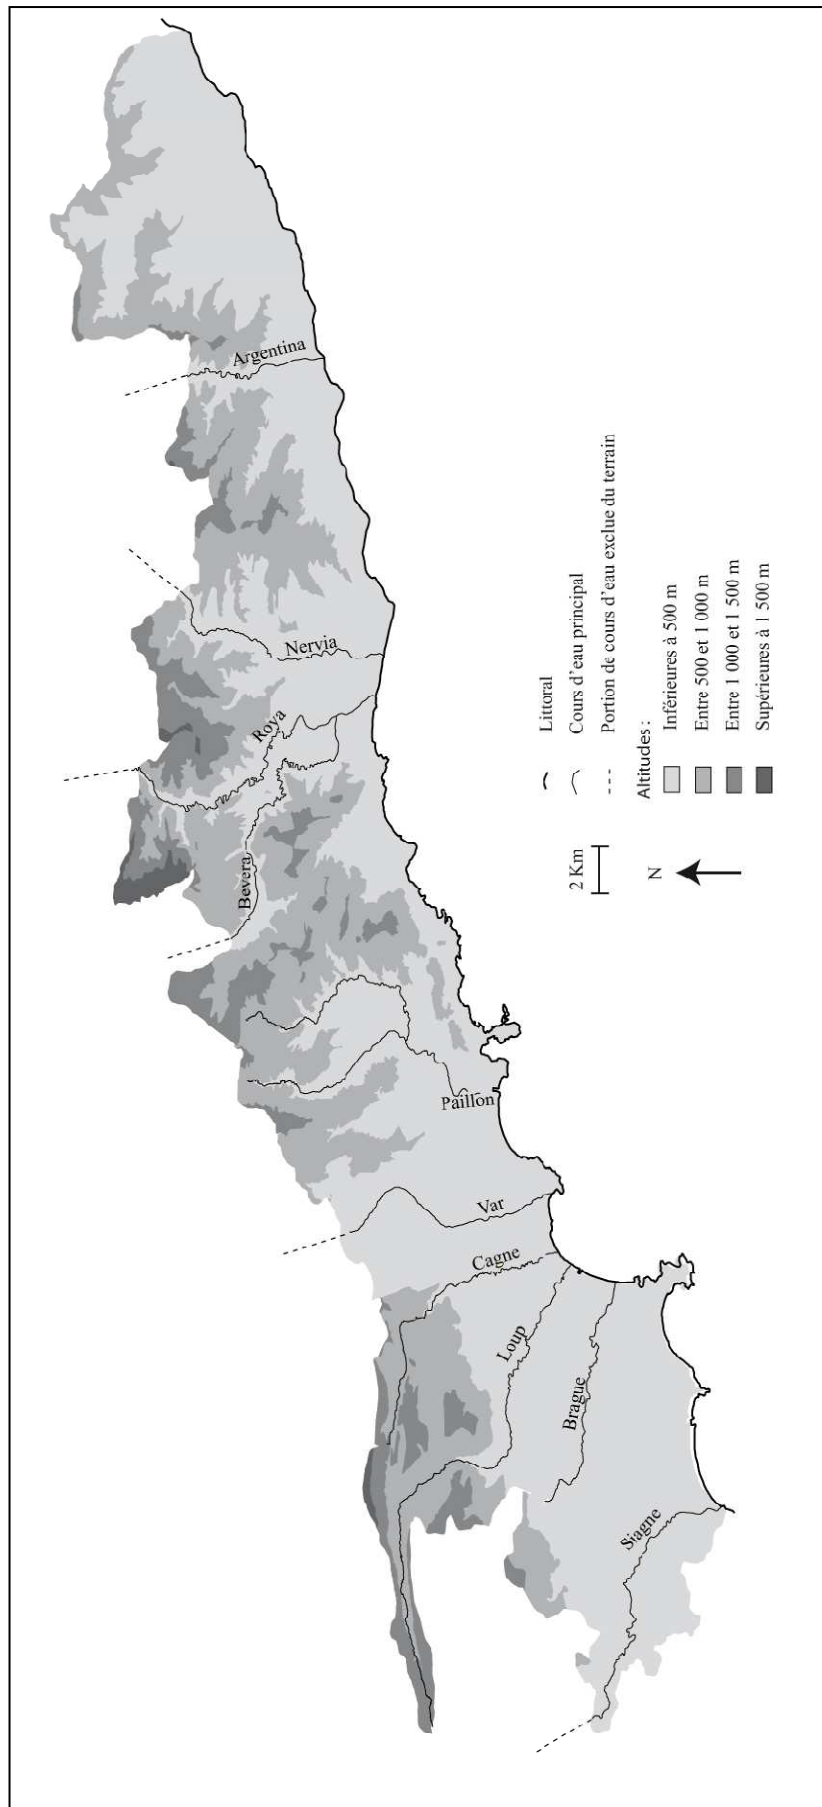 Argentina
Nervia
Roya
Bevera
Paillon
Var
Cagne
Loup
Brague
Siagne
Littoral
Cours d'eau principal
Portion de cours d'eau exclue du terrain
Altitudes :
Inférieures à 500 m
Entre 500 et 1 000 m
Entre 1 000 et 1 500 m
Supérieures à 1 500 m
2 Km
N